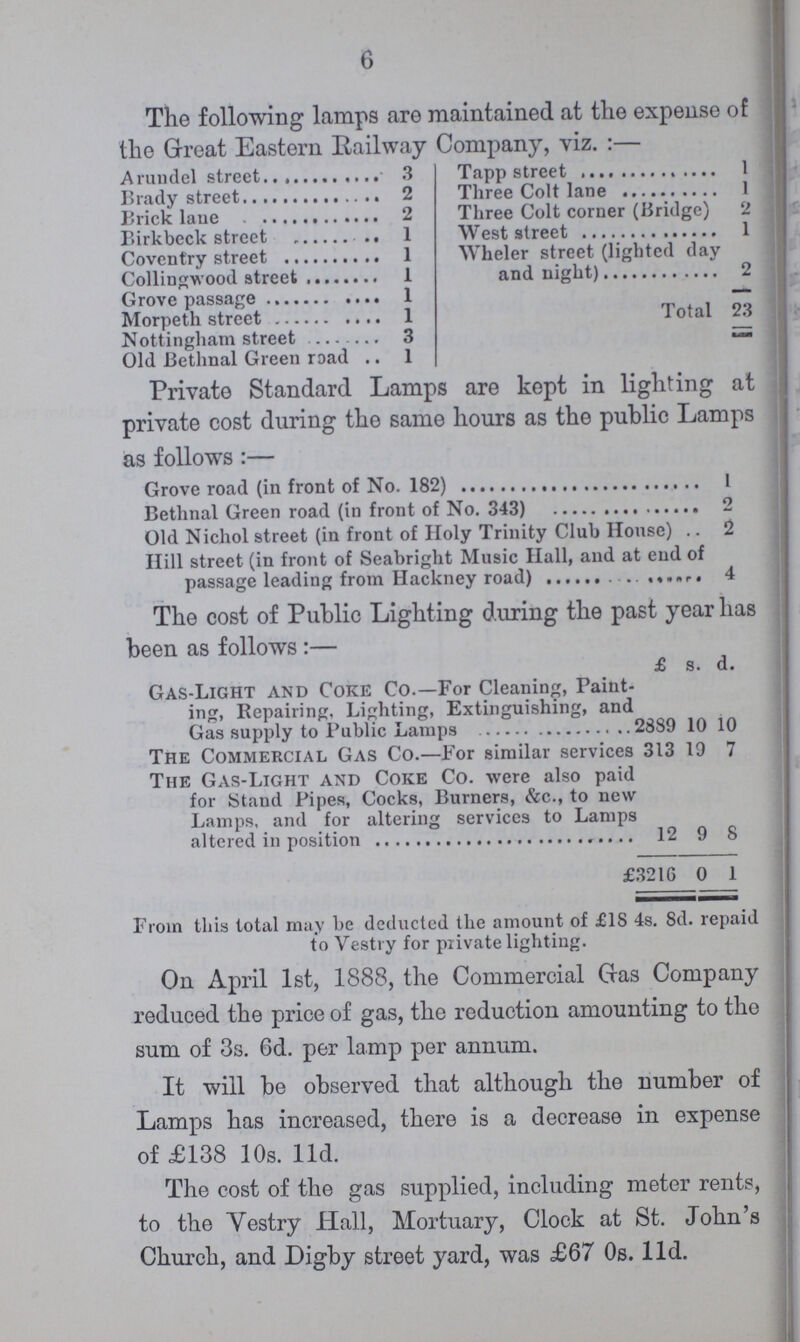 6
The following lamps are maintained at the expense of
the Great Eastern Railway Company, viz. :—
Arundel street ............ 3
Brady street .............. 2
Brick lane ............ 2
Birkbeck street ........ 1
Coventry street .......... 1
Collingwood street ........ 1
Grove passage ........... 1
Morpeth street .......... 1
Nottingham street ....... 3
Old Bethnal Green road .. 1
Tapp street .............. 1
Three Colt lane .......... 1
Three Colt corner (Bridge) 2
West street .............. 1
Wheler street (lighted day
and night) ............ 2
Total 23
Private Standard Lamps are kept in lighting at
private cost during the same hours as the public Lamps
as follows :—
Grove road (in front of No. 182) ........................ 1
Bethnal Green road (in front of No. 343) ............... 2
Old Nichol street (in front of Holy Trinity Club House) .. 2
Hill street (in front of Seabright Music Hall, and at end of
passage leading from Hackney road) .............. 4
The cost of Public Lighting during the past year has
been as follows :—
£ s. d.
GAS-LIGHT AND COKE CO.—For Cleaning, Paint-
ing, Repairing, Lighting, Extinguishing, and
Gas supply to Public Lamps ................ 2889 10 10
THE COMMERCIAL GAS CO.—For similar services 313 19 7
THE GAS-LIGHT AND COKE CO. were also paid
for Stand Pipes, Cocks, Burners, &c., to new
Lamps, and for altering services to Lamps
altered in position .......................... 12 9 8
£3216 0 1
From this total may be deducted the amount of £18 4s. 8d. repaid
to Vestry for private lighting.
On April 1st, 1888, the Commercial Gas Company
reduced the price of gas, the reduction amounting to the
sum of 3s. 6d. per lamp per annum.
It will be observed that although the number of
Lamps has increased, there is a decrease in expense
of £138 10s. 11d.
The cost of the gas supplied, including meter rents,
to the Vestry Hall, Mortuary, Clock at St. John's
Church, and Digby street yard, was £67 0s. 11d.